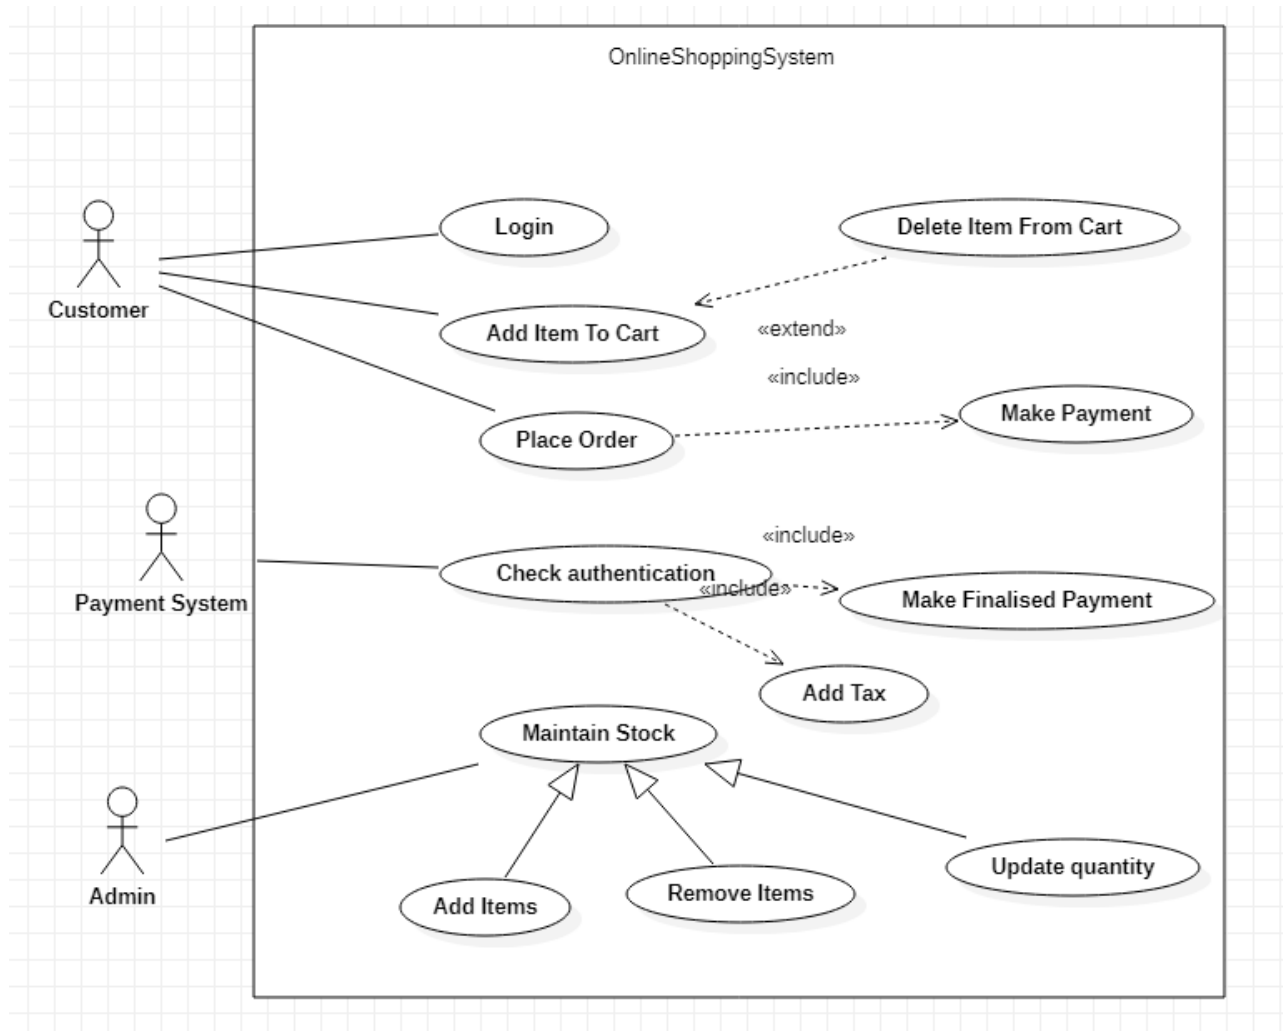 OnlineShoppingSystem
Login
Delete Item From Cart
Customer
Add Item To Cart
«extend»
«include»
Make Payment
Place Order
«include»
Check authentication
«include»
Make Finalised Payment
Payment System
Add Tax
Maintain Stock
Update quantity
Admin
Add Items
Remove Items